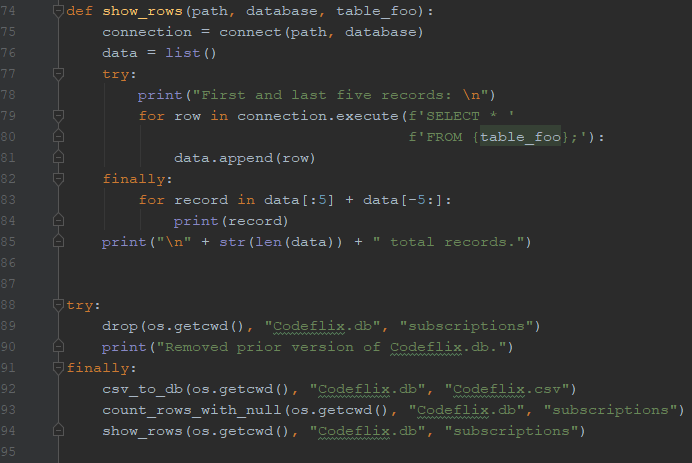 74 def show_rows(path, database, table_foo):
75     connection = connect(path, database)
76     data = list()
77     try:
78         print("First and last five records: \n")
79         for row in connection.execute(f'SELECT * '
80                                       f'FROM {table_foo};'):
81             data.append(row)
82     finally:
83         for record in data[:5] + data[-5:]:
84             print(record)
85     print("\n" + str(len(data)) + " total records.")
86
87
88 try:
89     drop(os.getcwd(), "Codeflix.db", "subscriptions")
90     print("Removed prior version of Codeflix.db.")
91 finally:
92     csv_to_db(os.getcwd(), "Codeflix.db", "Codeflix.csv")
93     count_rows_with_null(os.getcwd(), "Codeflix.db", "subscriptions")
94     show_rows(os.getcwd(), "Codeflix.db", "subscriptions")
95